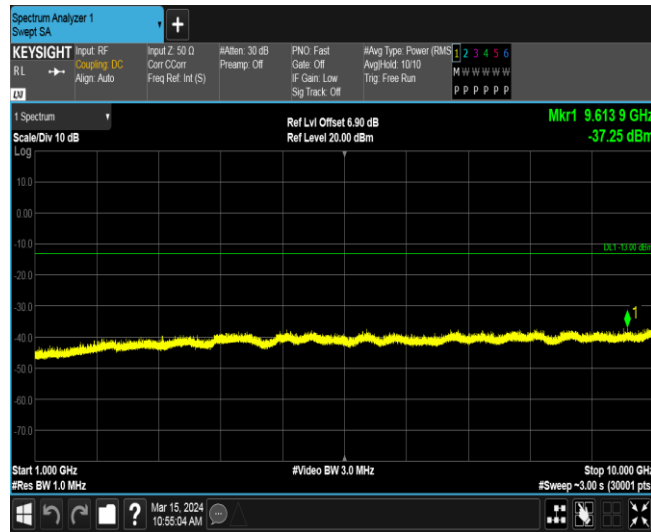 Spectrum Analyzer 1
Swept SA
KEYSIGHT
RL
LXI
Input: RF
Coupling: DC
Align: Auto
Input Z: 50 Ω
Corr CCorr
Freq Ref: Int (S)
#Atten: 30 dB
Preamp: Off
PNO: Fast
Gate: Off
IF Gain: Low
Sig Track: Off
#Avg Type: Power (RMS
Avg|Hold: 10/10
Trig: Free Run
1 2 3 4 5 6
M W W W W W
P P P P P P
1 Spectrum
Scale/Div 10 dB
Log
Ref Lvl Offset 6.90 dB
Ref Level 20.00 dBm
Mkr1 9.613 9 GHz
-37.25 dBm
10.0
0.00
-10.0
DL1 -13.00 dBm
-20.0
-30.0
1
-40.0
-50.0
-60.0
-70.0
Start 1.000 GHz
#Res BW 1.0 MHz
#Video BW 3.0 MHz
Stop 10.000 GHz
#Sweep ~3.00 s (30001 pts
?
Mar 15, 2024
10:55:04 AM